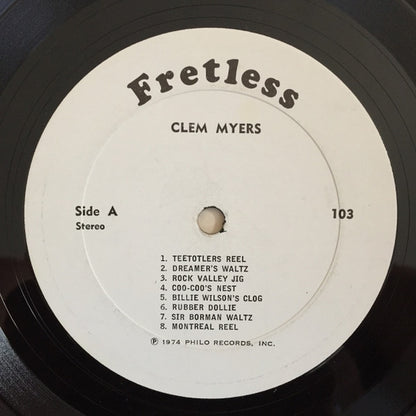 Fretless
CLEM MYERS
Side A
Stereo
103
1. TEETOTLERS REEL
2. DREAMER'S WALTZ
3. ROCK VALLEY JIG
4. COO-COO'S NEST
5. BILLIE WILSON'S CLOG
6. RUBBER DOLLIE
7. SIR BORMAN WALTZ
8. MONTREAL REEL
℗ 1974 PHILO RECORDS, INC.